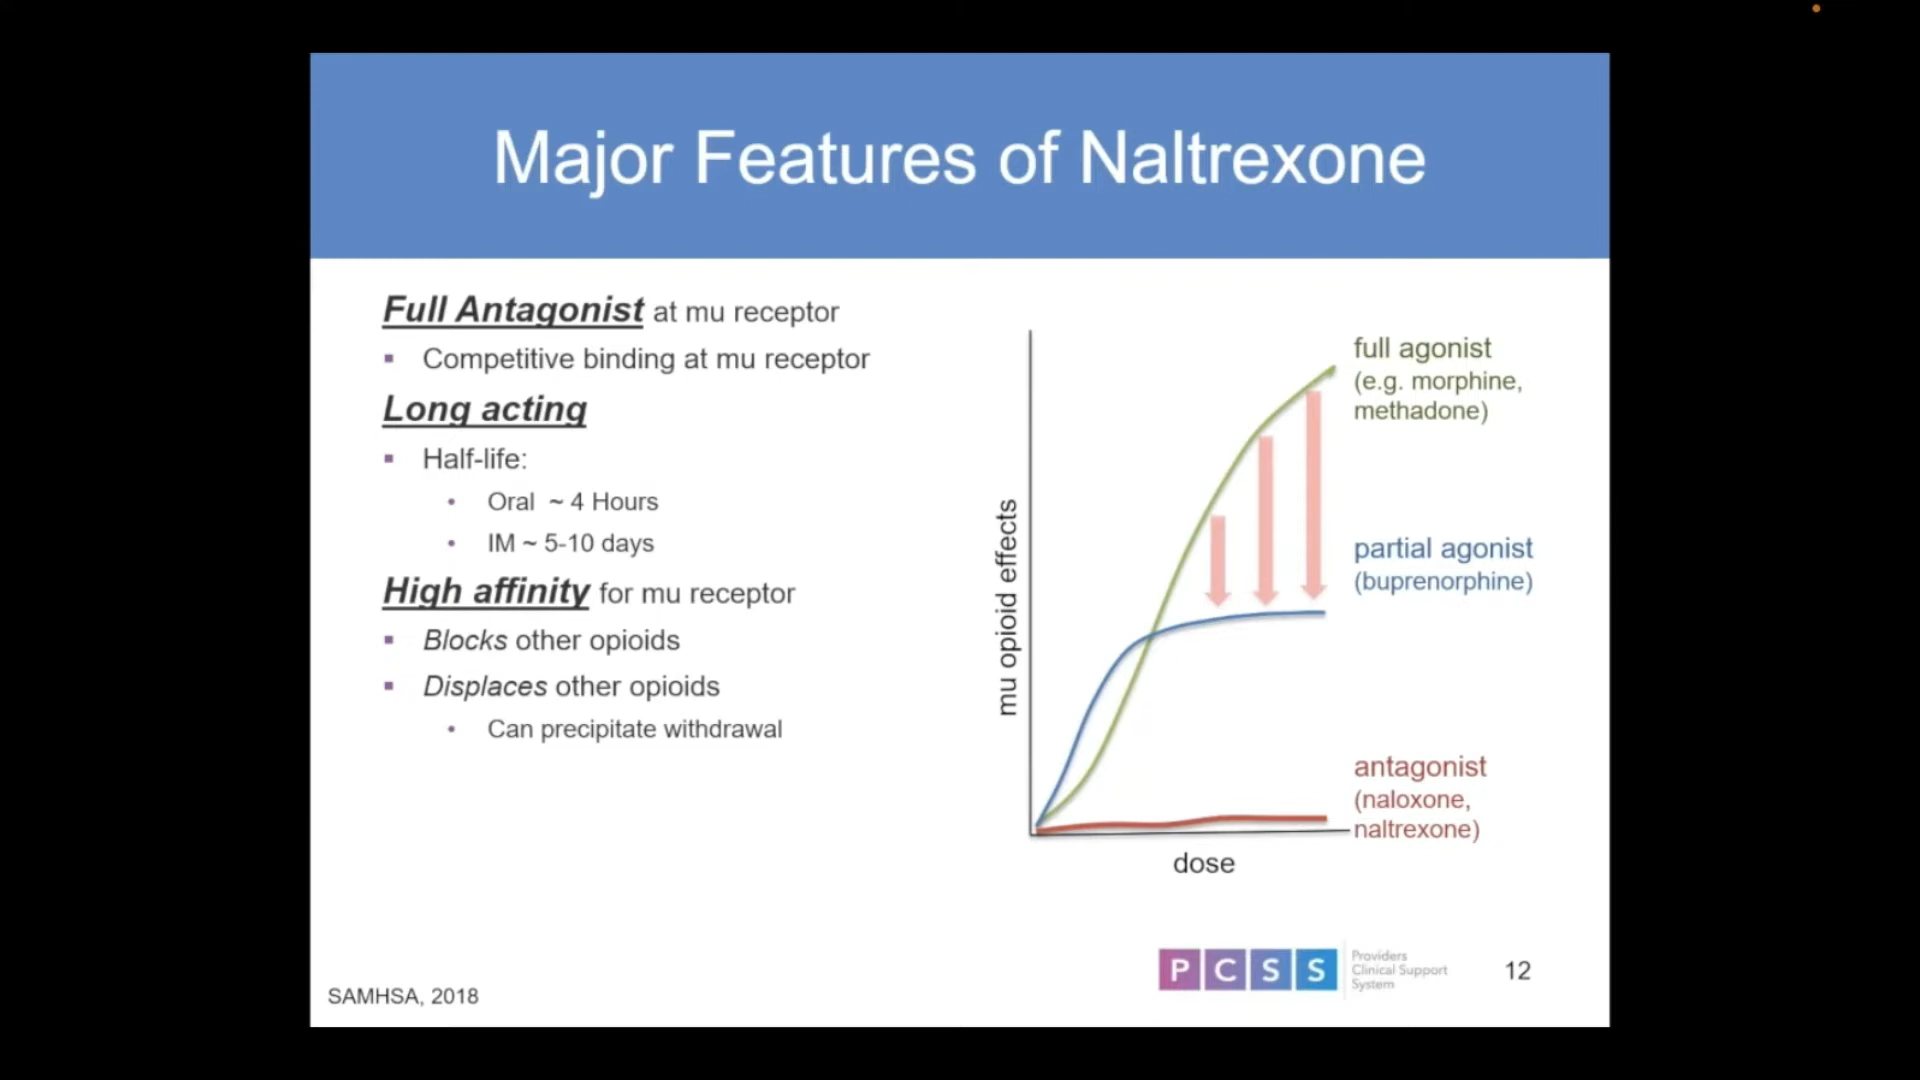 Major Features of Naltrexone
Full Antagonist at mu receptor
Competitive binding at mu receptor
Long acting
Half-life:
Oral ~ 4 Hours
IM ~ 5-10 days
High affinity for mu receptor
Blocks other opioids
Displaces other opioids
Can precipitate withdrawal
mu opioid effects
dose
full agonist
(e.g. morphine,
methadone)
partial agonist
(buprenorphine)
antagonist
(naloxone,
naltrexone)
SAMHSA, 2018
PCSS
Providers
Clinical Support
System
12